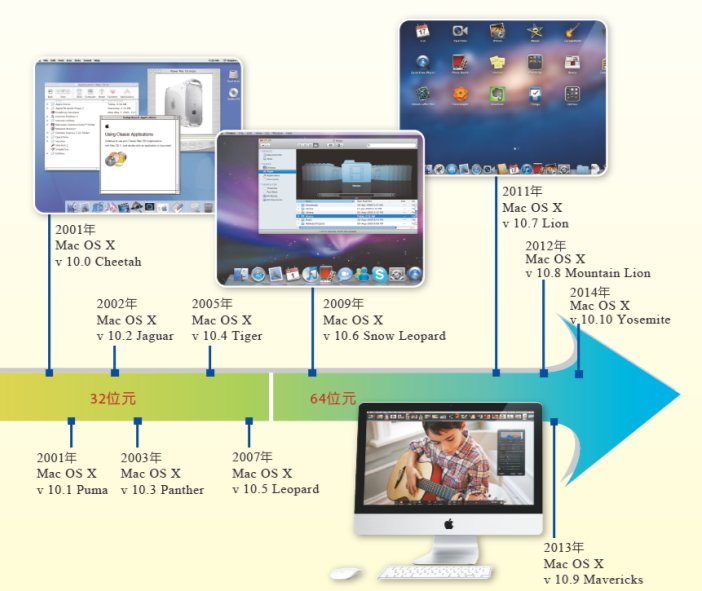 Using Classic Applications
2001年
Mac OS X
v 10.0 Cheetah
2002年
Mac OS X
v 10.2 Jaguar
2005年
Mac OS X
v 10.4 Tiger
2009年
Mac OS X
v 10.6 Snow Leopard
2011年
Mac OS X
v 10.7 Lion
2012年
Mac OS X
v 10.8 Mountain Lion
2014年
Mac OS X
v 10.10 Yosemite
32位元
64位元
2001年
Mac OS X
v 10.1 Puma
2003年
Mac OS X
v 10.3 Panther
2007年
Mac OS X
v 10.5 Leopard
2013年
Mac OS X
v 10.9 Mavericks